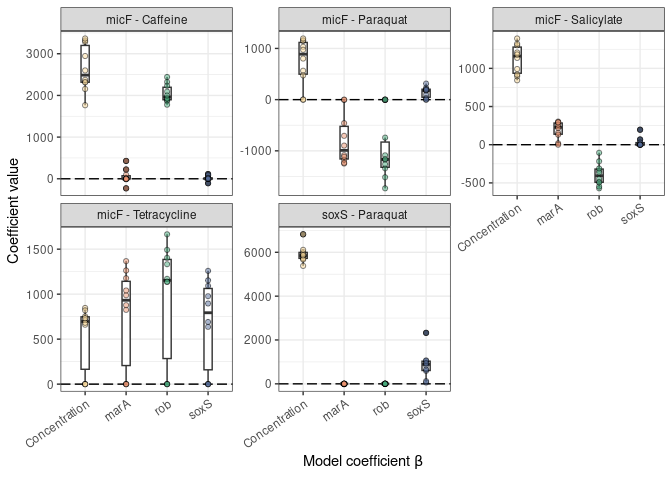 micF - Caffeine
micF - Paraquat
micF - Salicylate
3000
2000
1000
0
1000
0
-1000
1000
500
0
-500
Coefficient value
micF - Tetracycline
soxS - Paraquat
Concentration
marA
rob
soxS
1500
1000
500
0
6000
4000
2000
0
Concentration
marA
rob
soxS
Concentration
marA
rob
soxS
Model coefficient β